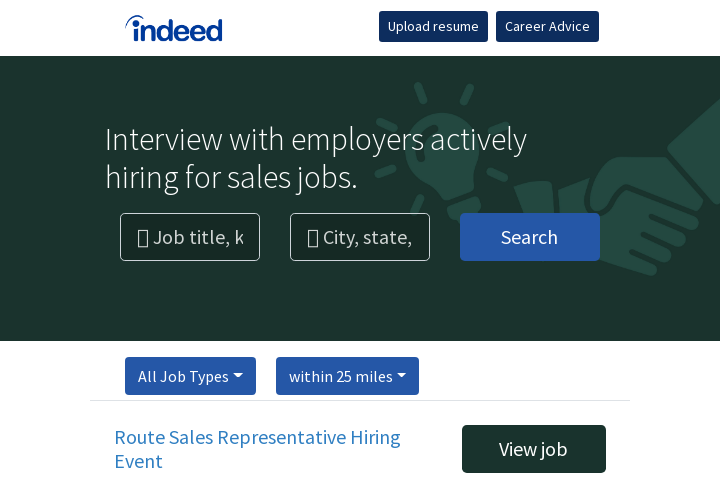 indeed
Upload resume
Career Advice
Interview with employers actively
hiring for sales jobs.
Job title, k
City, state,
Search
All Job Types
within 25 miles
Route Sales Representative Hiring
Event
View job